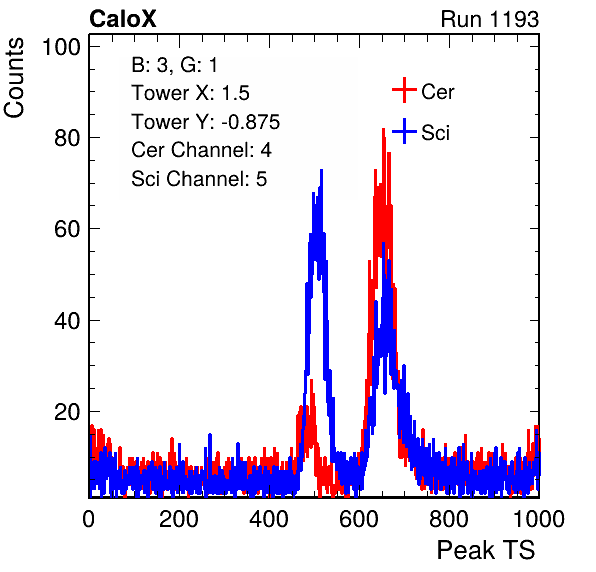 CaloX Run 1193
Counts
100
80
60
40
20
B: 3, G: 1
Tower X: 1.5
Tower Y: -0.875
Cer Channel: 4
Sci Channel: 5
Cer
Sci
0 200 400 600 800 1000
Peak TS